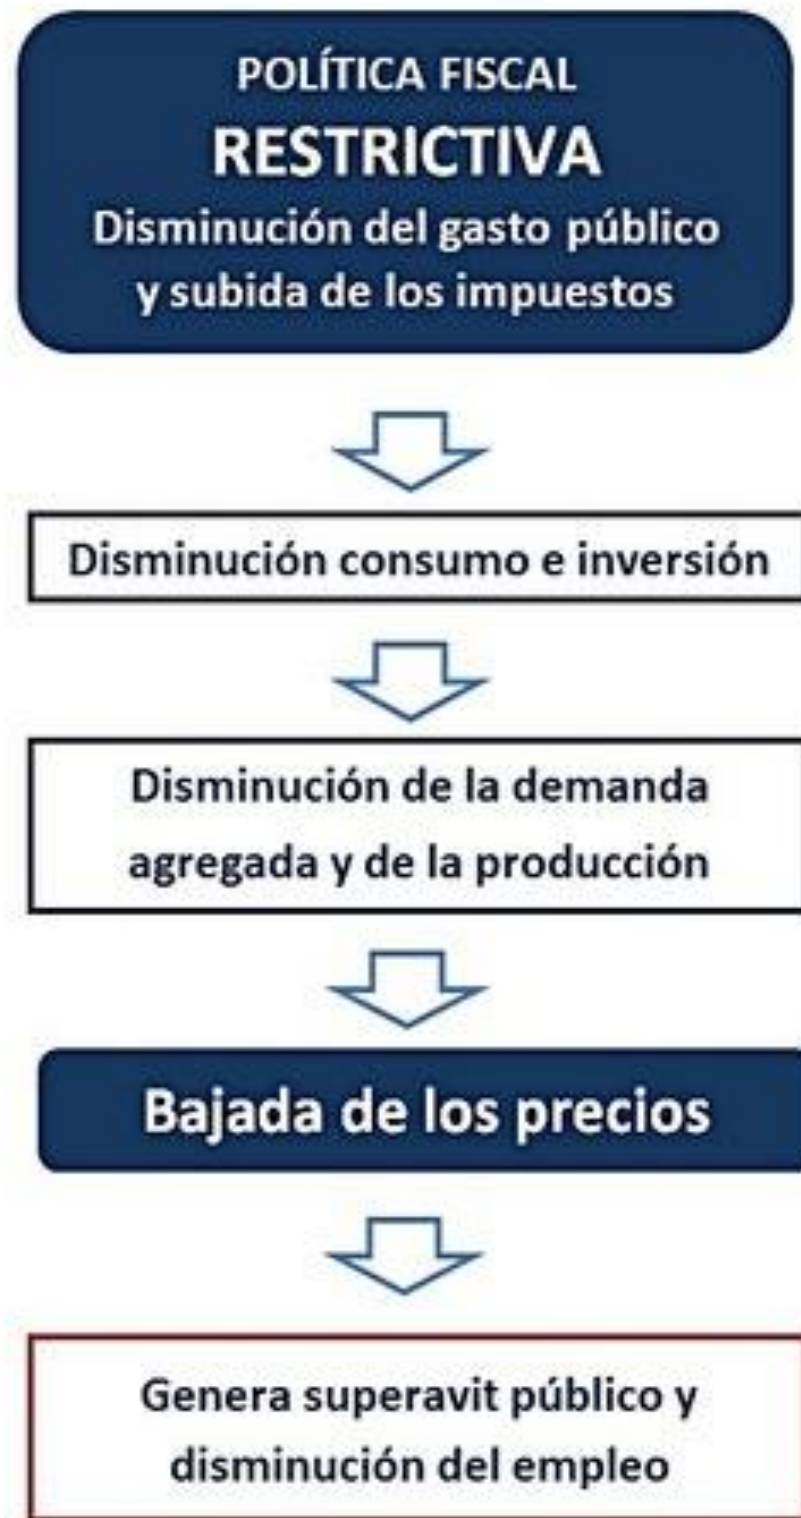 POLÍTICA FISCAL
RESTRICTIVA
Disminución del gasto público
y subida de los impuestos
Disminución consumo e inversión
Disminución de la demanda
agregada y de la producción
Bajada de los precios
Genera superavit público y
disminución del empleo